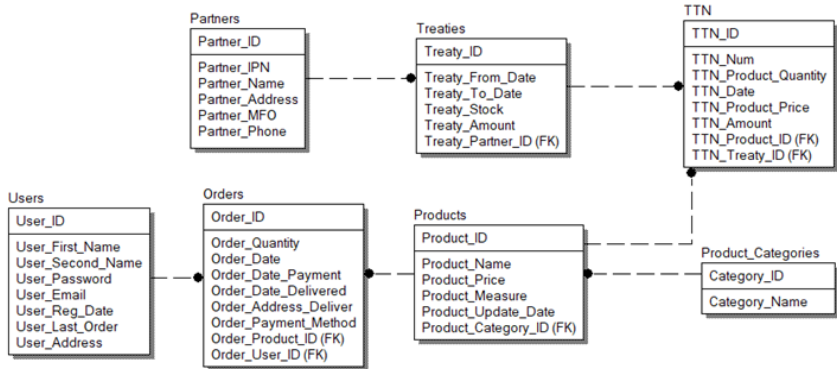 Partners
Partner_ID
Partner_IPN
Partner_Name
Partner_Address
Partner_MFO
Partner_Phone
Treaties
Treaty_ID
Treaty_From_Date
Treaty_To_Date
Treaty_Stock
Treaty_Amount
Treaty_Partner_ID (FK)
TTN
TTN_ID
TTN_Num
TTN_Product_Quantity
TTN_Date
TTN_Product_Price
TTN_Amount
TTN_Product_ID (FK)
TTN_Treaty_ID (FK)
Users
User_ID
User_First_Name
User_Second_Name
User_Password
User_Email
User_Reg_Date
User_Last_Order
User_Address
Orders
Order_ID
Order_Quantity
Order_Date
Order_Date_Payment
Order_Date_Delivered
Order_Address_Deliver
Order_Payment_Method
Order_Product_ID (FK)
Order_User_ID (FK)
Products
Product_ID
Product_Name
Product_Price
Product_Measure
Product_Update_Date
Product_Category_ID (FK)
Product_Categories
Category_ID
Category_Name